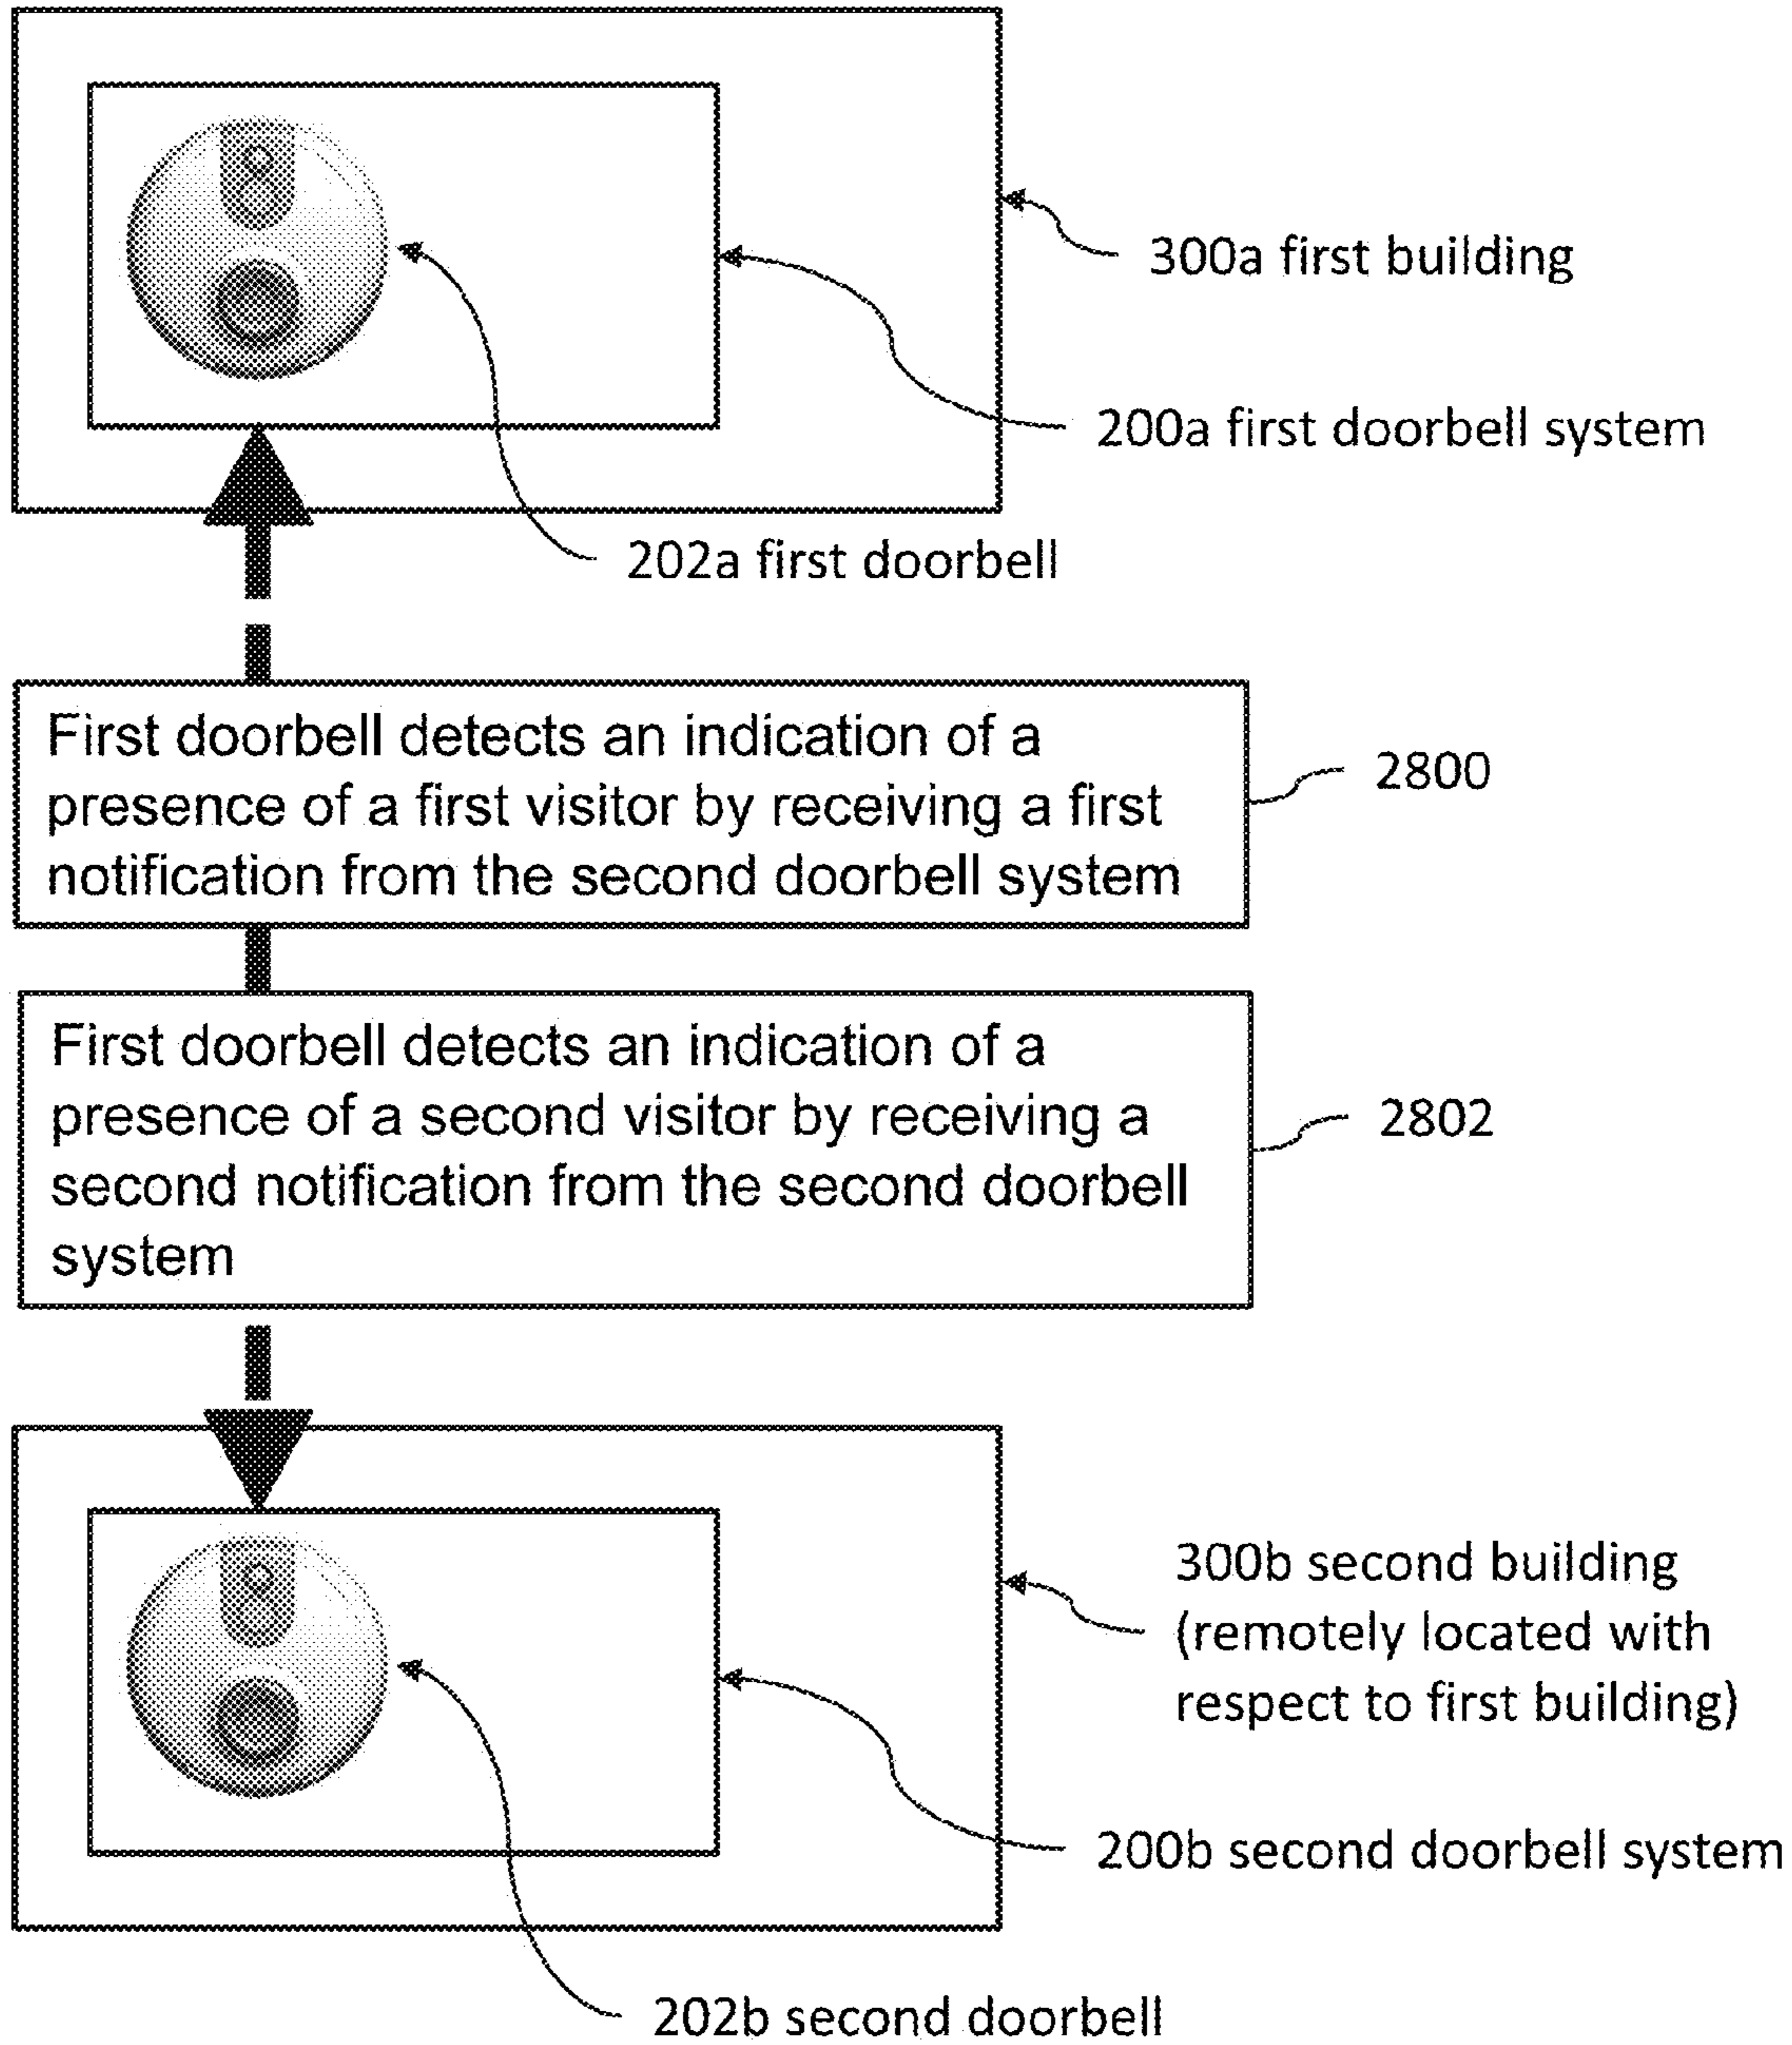 300a first building
200a first doorbell system
202a first doorbell
First doorbell detects an indication of a
presence of a first visitor by receiving a first
notification from the second doorbell system
2800
First doorbell detects an indication of a
presence of a second visitor by receiving a
second notification from the second doorbell
system
2802
300b second building
(remotely located with
respect to first building)
200b second doorbell system
202b second doorbell